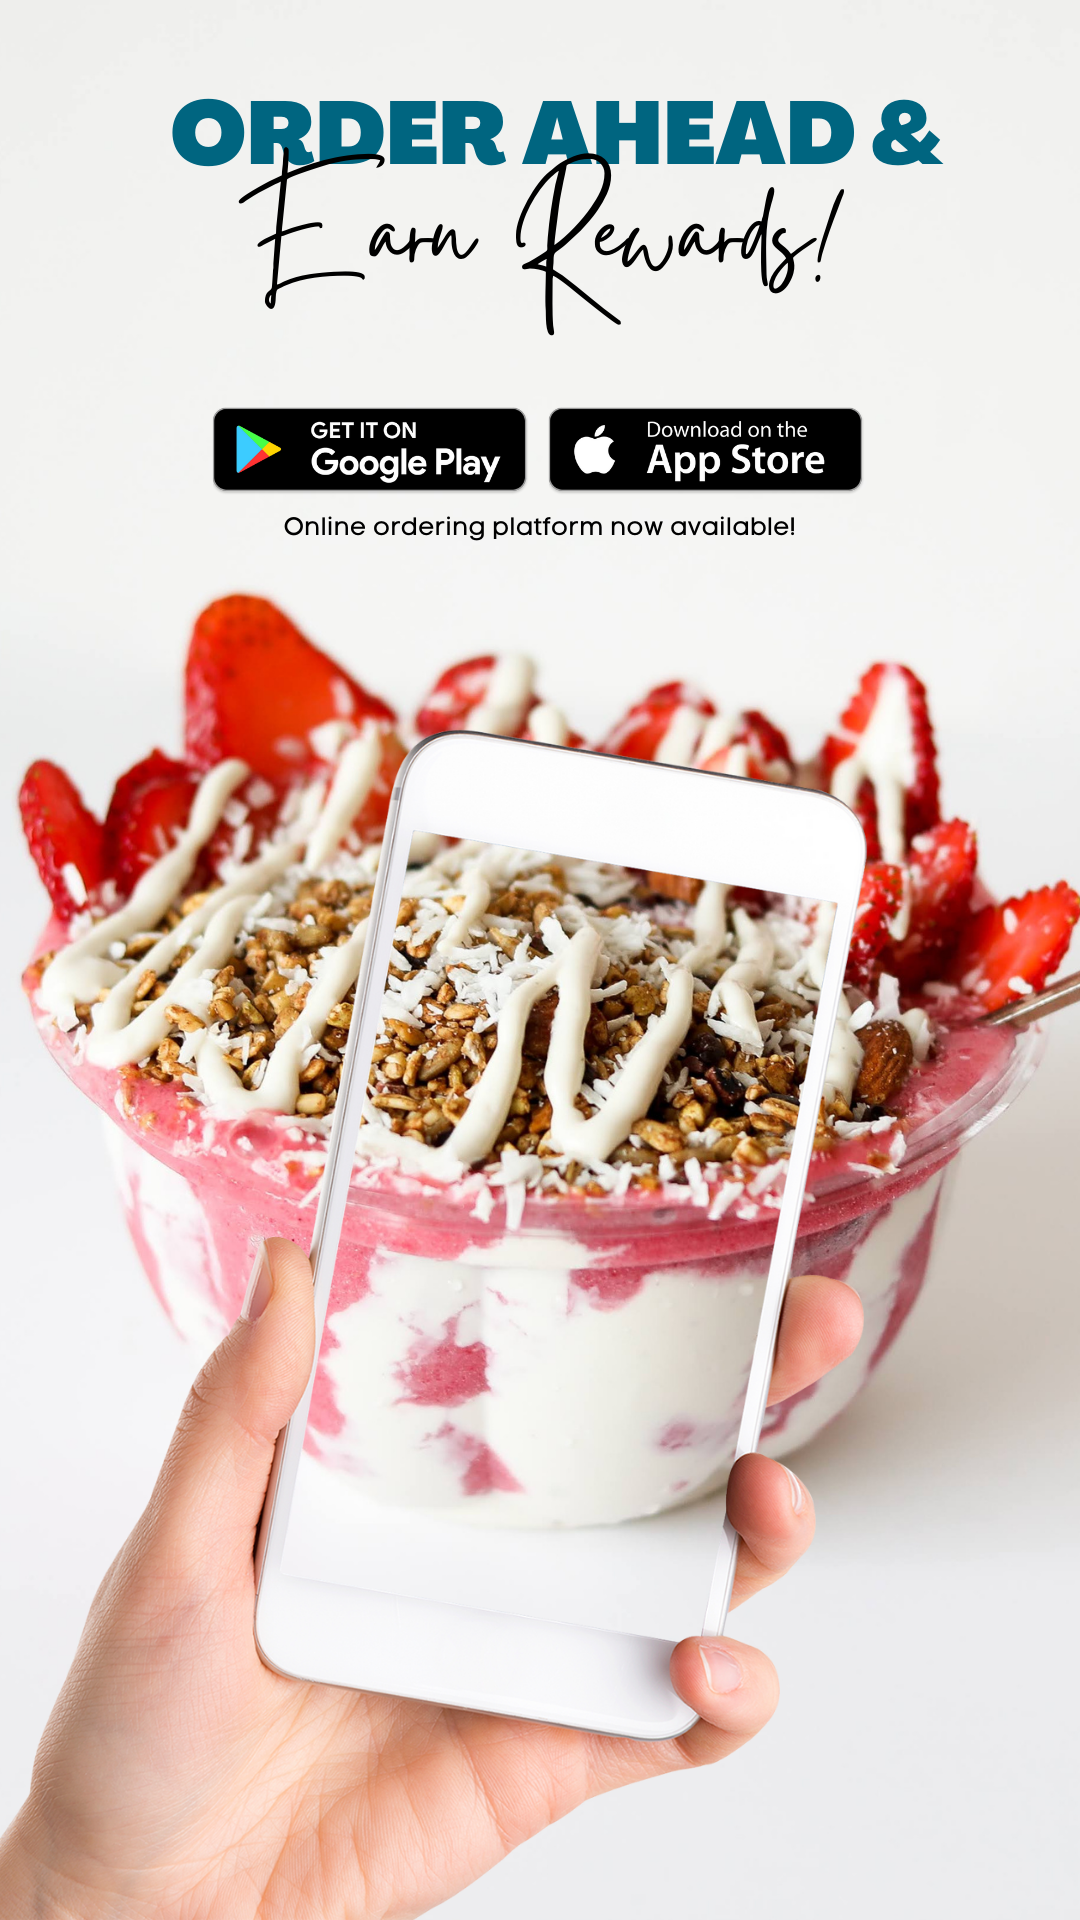 ORDER AHEAD &
Earn Rewards!
GET IT ON
Google Play
Download on the
App Store
Online ordering platform now available!